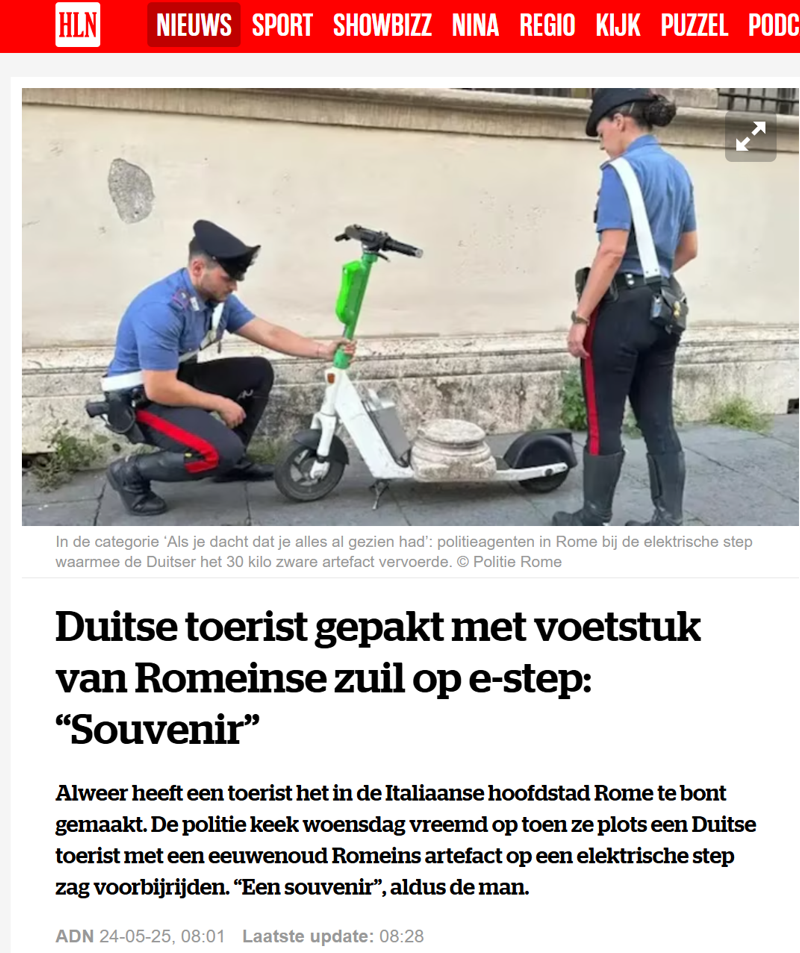 HLN NIEUWS SPORT SHOWBIZZ NINA REGIO KIJK PUZZEL PODC
In de categorie ‘Als je dacht dat je alles al gezien had’: politieagenten in Rome bij de elektrische step
waarmee de Duitser het 30 kilo zware artefact vervoerde. © Politie Rome
Duitse toerist gepakt met voetstuk
van Romeinse zuil op e-step:
“Souvenir”
Alweer heeft een toerist het in de Italiaanse hoofdstad Rome te bont
gemaakt. De politie keek woensdag vreemd op toen ze plots een Duitse
toerist met een eeuwenoud Romeins artefact op een elektrische step
zag voorbijrijden. “Een souvenir”, aldus de man.
ADN 24-05-25, 08:01 Laatste update: 08:28